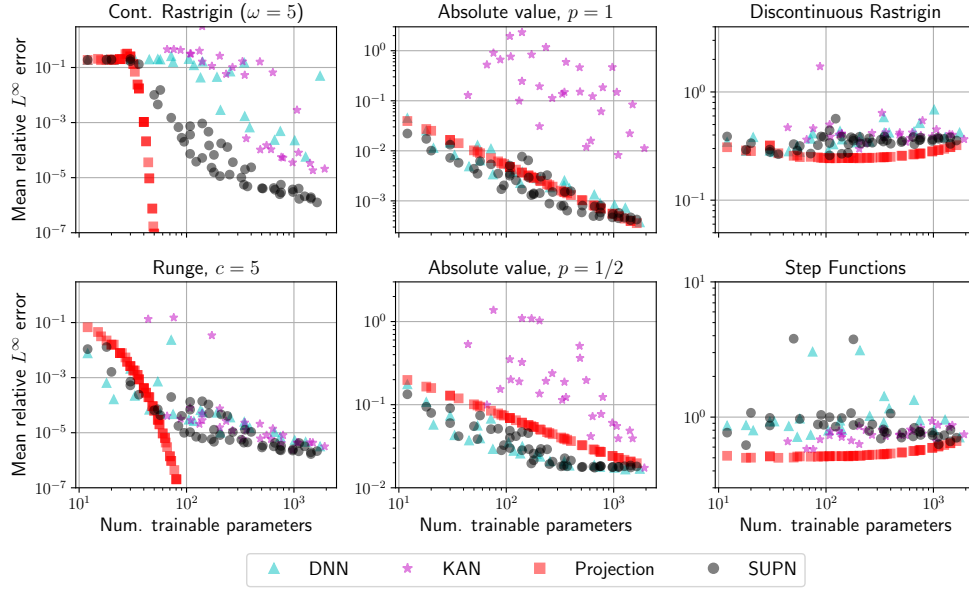 Cont. Rastrigin (ω = 5)
Absolute value, p = 1
Discontinuous Rastrigin
Mean relative L^∞ error
10^−1
10^−3
10^−5
10^−7
10^0
10^−1
10^−2
10^−3
10^0
10^−1
Runge, c = 5
Absolute value, p = 1/2
Step Functions
Mean relative L^∞ error
10^−1
10^−3
10^−5
10^−7
10^0
10^−1
10^−2
10^1
10^0
10^1 10^2 10^3
10^2 10^3
10^2 10^3
Num. trainable parameters
Num. trainable parameters
Num. trainable parameters
DNN KAN Projection SUPN